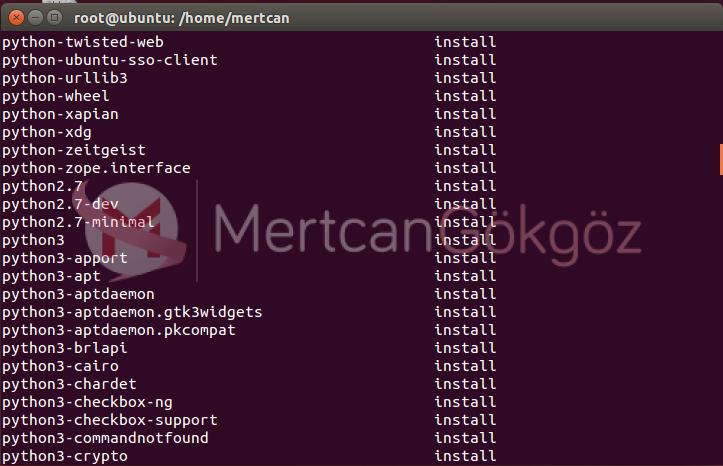 root@ubuntu: /home/mertcan
python-twisted-web install
python-ubuntu-sso-client install
python-urllib3 install
python-wheel install
python-xapian install
python-xdg install
python-zeitgeist install
python-zope.interface install
python2.7 install
python2.7-dev install
python2.7-minimal install
python3 install
python3-apport install
python3-apt install
python3-aptdaemon install
python3-aptdaemon.gtk3widgets install
python3-aptdaemon.pkcompat install
python3-brlapi install
python3-cairo install
python3-chardet install
python3-checkbox-ng install
python3-checkbox-support install
python3-commandnotfound install
python3-crypto install
MertcanGökgöz